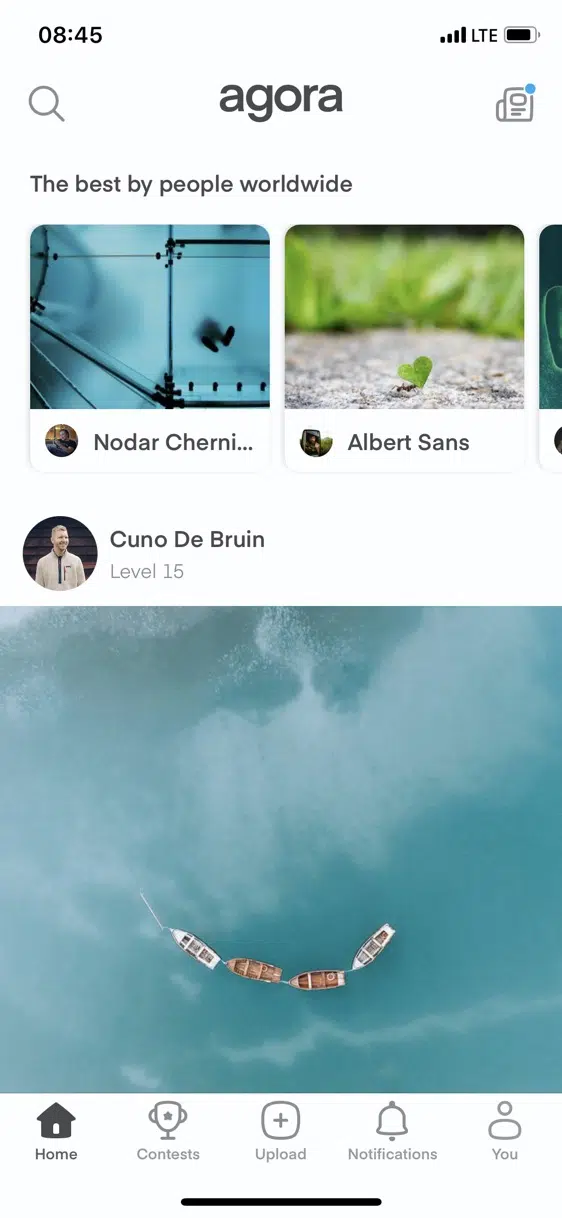 08:45
LTE
agora
The best by people worldwide
Nodar Cherni...
Albert Sans
Cuno De Bruin
Level 15
Home
Contests
Upload
Notifications
You